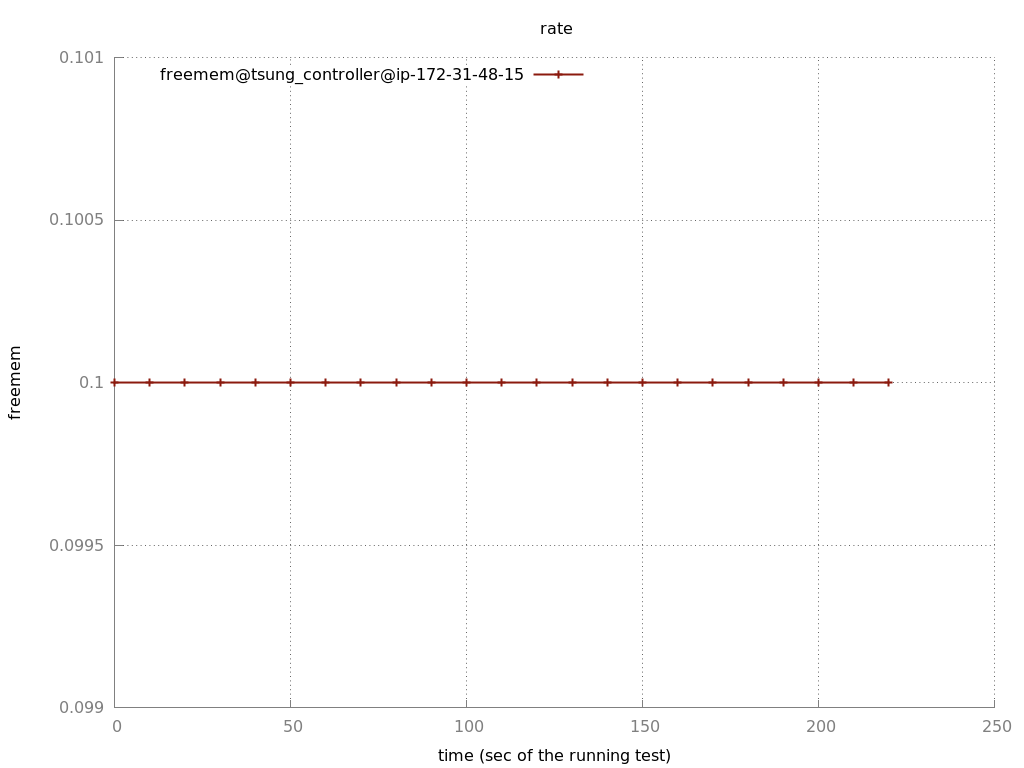 rate
0.101
freemem@tsung_controller@ip-172-31-48-15
0.1005
0.1
freemem
0.0995
0.099
0 50 100 150 200 250
time (sec of the running test)